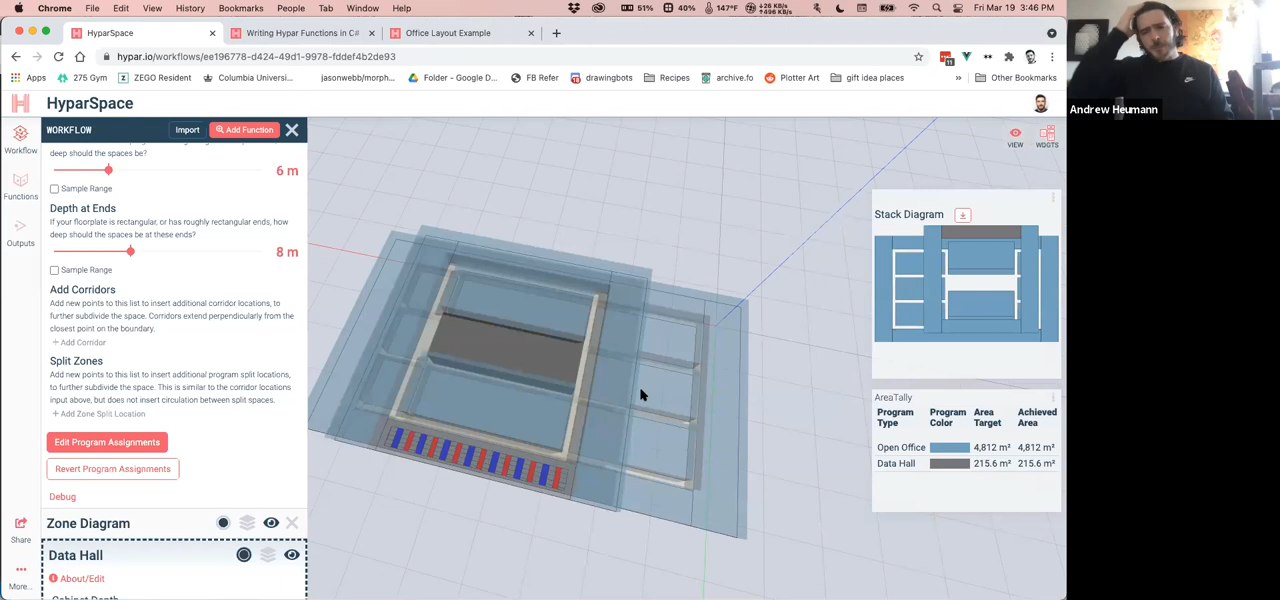 Chrome File Edit View History Bookmarks People Tab Window Help
51% 40% 147°F ↓26 KB/s ↑496 KB/s Fri Mar 19 3:46 PM
HyparSpace × Writing Hypar Functions in C# × Office Layout Example × +
hypar.io/workflows/ee196778-d424-49d1-9978-fddef4b2de93
11
Apps 275 Gym ZEGO Resident Columbia Universi... jasonwebb/morph... Folder - Google D... FB Refer drawingbots Recipes archive.fo Plotter Art gift idea places » Other Bookmarks
HyparSpace
WORKFLOW Import Add Function
Workflow
Functions
Outputs
Share
More...
deep should the spaces be?
6 m
Sample Range
Depth at Ends
If your floorplate is rectangular, or has roughly rectangular ends, how
deep should the spaces be at these ends?
8 m
Sample Range
Add Corridors
Add new points to this list to insert additional corridor locations, to
further subdivide the space. Corridors extend perpendicularly from the
closest point on the boundary.
+ Add Corridor
Split Zones
Add new points to this list to insert additional program split locations,
to further subdivide the space. This is similar to the corridor locations
input above, but does not insert circulation between split spaces.
+ Add Zone Split Location
Edit Program Assignments
Revert Program Assignments
Debug
Zone Diagram
Data Hall
About/Edit
VIEW WDGTS
Stack Diagram
AreaTally
Program Type Program Color Area Target Achieved Area
Open Office 4,812 m² 4,812 m²
Data Hall 215.6 m² 215.6 m²
Andrew Heumann